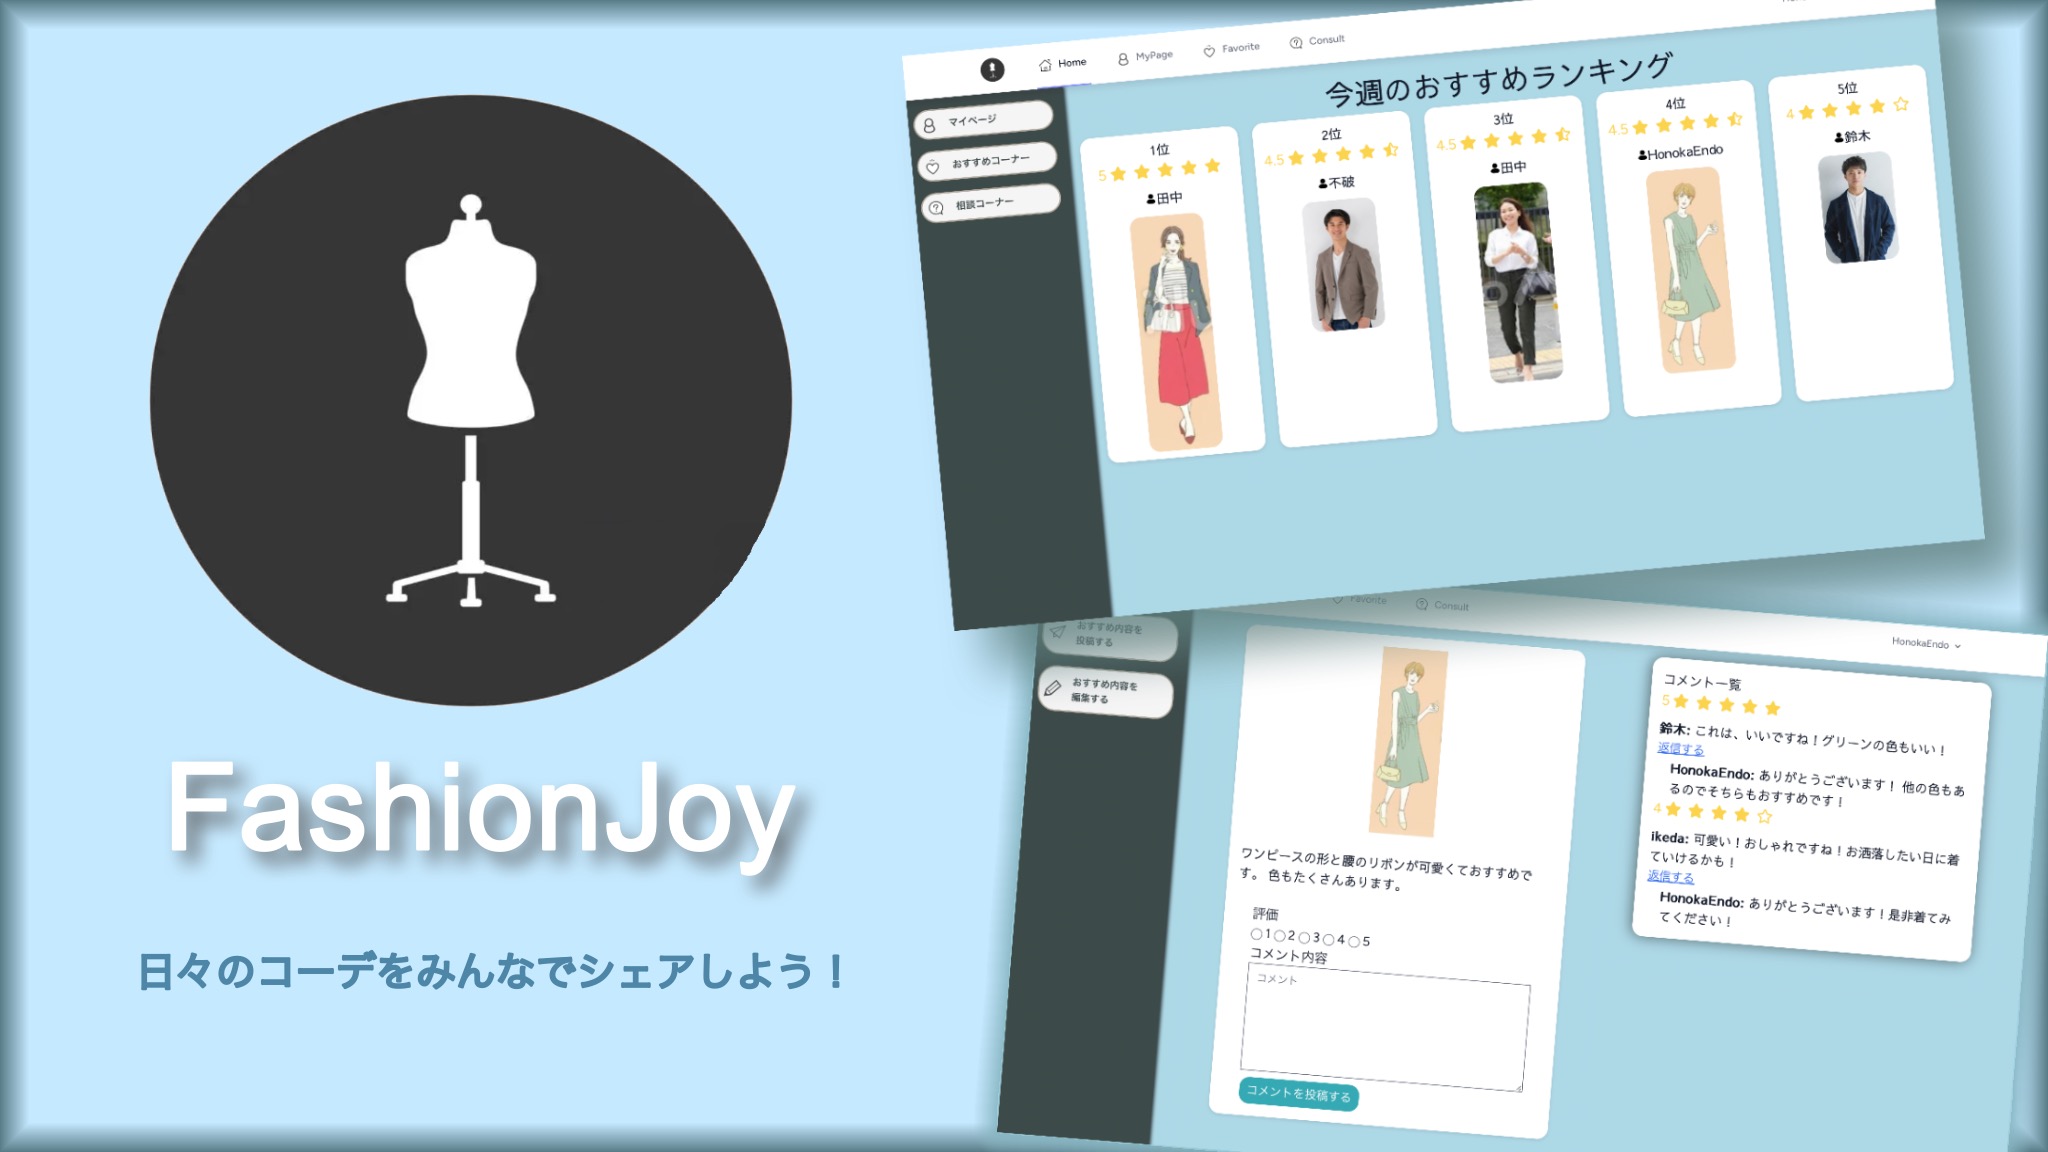 FashionJoy
日々のコーデをみんなでシェアしよう！
Home
MyPage
Favorite
Consult
マイページ
おすすめコーナー
相談コーナー
今週のおすすめランキング
1位
5
田中
2位
4.5
不破
3位
4.5
田中
4位
4.5
HonokaEndo
5位
4
鈴木
Favorite
Consult
HonokaEndo
おすすめ内容を
投稿する
おすすめ内容を
編集する
ワンピースの形と腰のリボンが可愛くておすすめで
す。 色もたくさんあります。
評価
1 2 3 4 5
コメント内容
コメント
コメントを投稿する
コメント一覧
5
鈴木: これは、いいですね！グリーンの色もいい！
返信する
HonokaEndo: ありがとうございます！ 他の色もあ
るのでそちらもおすすめです！
4
ikeda: 可愛い！おしゃれですね！お洒落したい日に着
ていけるかも！
返信する
HonokaEndo: ありがとうございます！是非着てみ
てください！